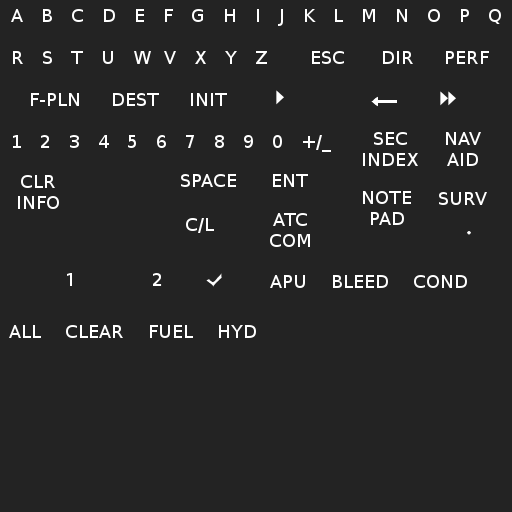 A B C D E F G H I J K L M N O P Q
R S T U W V X Y Z ESC DIR PERF
F-PLN DEST INIT
1 2 3 4 5 6 7 8 9 0 +/_
SEC INDEX
NAV AID
CLR INFO
SPACE ENT
NOTE PAD
SURV
C/L
ATC COM
.
1 2 ✓ APU BLEED COND
ALL CLEAR FUEL HYD